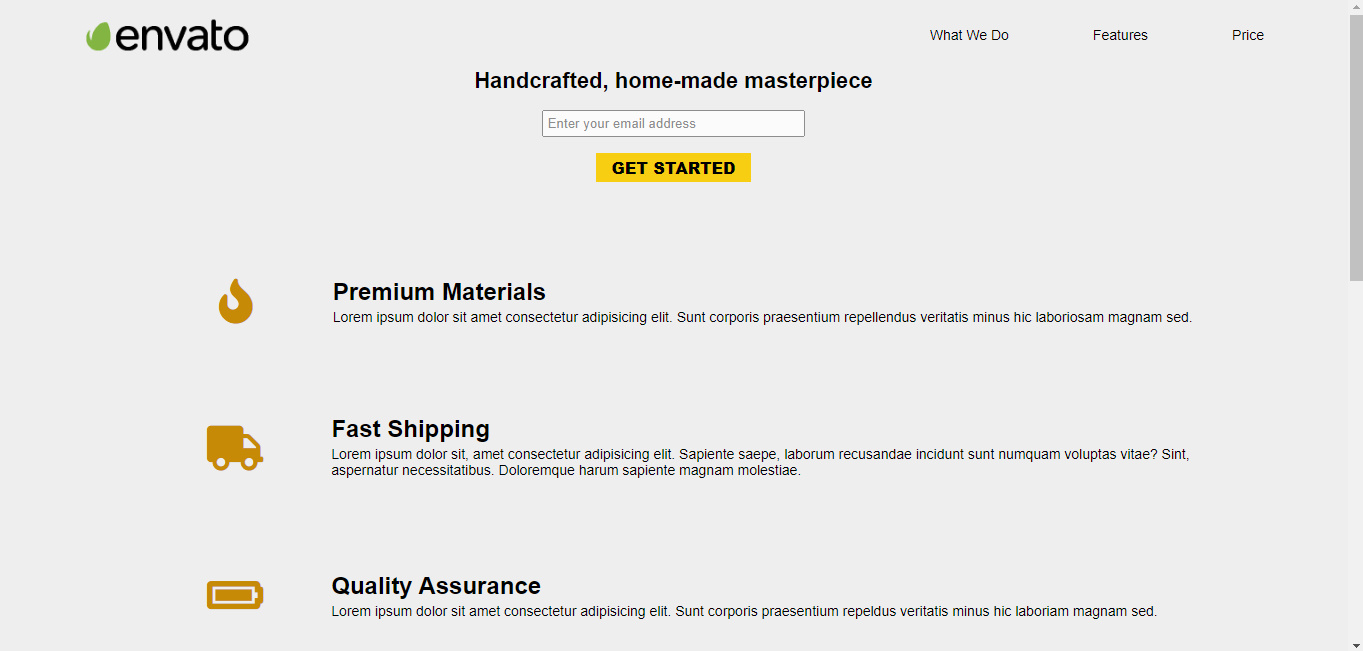 envato
What We Do
Features
Price
Handcrafted, home-made masterpiece
Enter your email address
GET STARTED
Premium Materials
Lorem ipsum dolor sit amet consectetur adipisicing elit. Sunt corporis praesentium repellendus veritatis minus hic laboriosam magnam sed.
Fast Shipping
Lorem ipsum dolor sit, amet consectetur adipisicing elit. Sapiente saepe, laborum recusandae incidunt sunt numquam voluptas vitae? Sint,
aspernatur necessitatibus. Doloremque harum sapiente magnam molestiae.
Quality Assurance
Lorem ipsum dolor sit amet consectetur adipisicing elit. Sunt corporis praesentium repeldus veritatis minus hic laboriam magnam sed.